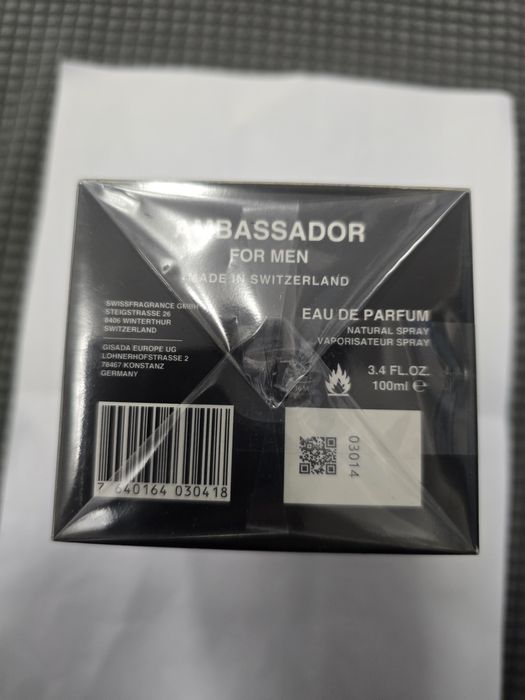 AMBASSADOR
FOR MEN
MADE IN SWITZERLAND
SWISSFRAGRANCE GMBH
STEIGSTRASSE 26
8406 WINTERTHUR
SWITZERLAND
GISADA EUROPE UG
LOHNERHOFSTRASSE 2
78467 KONSTANZ
GERMANY
EAU DE PARFUM
NATURAL SPRAY
VAPORISATEUR SPRAY
3.4 FL.OZ.
100ml ℮
7 640164 030418
03014